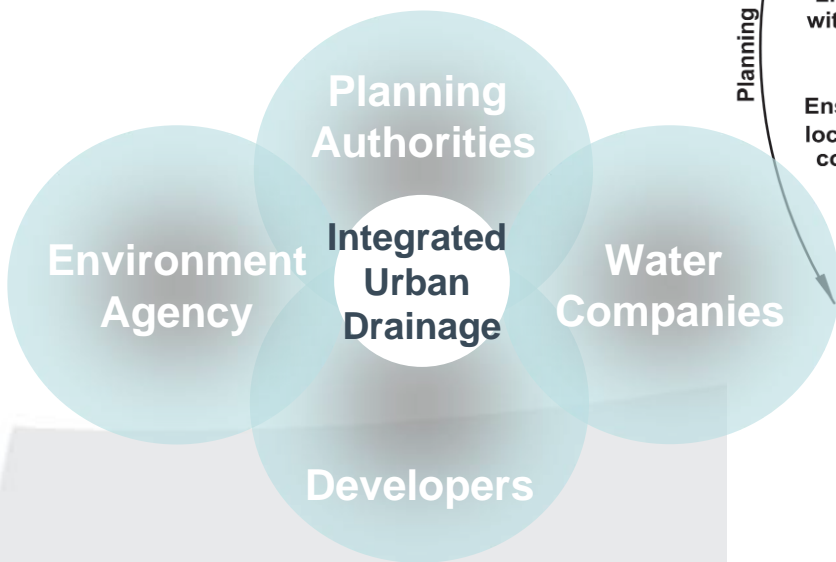 Planning
Authorities
Environment
Agency
Integrated
Urban
Drainage
Water
Companies
Developers
Planning